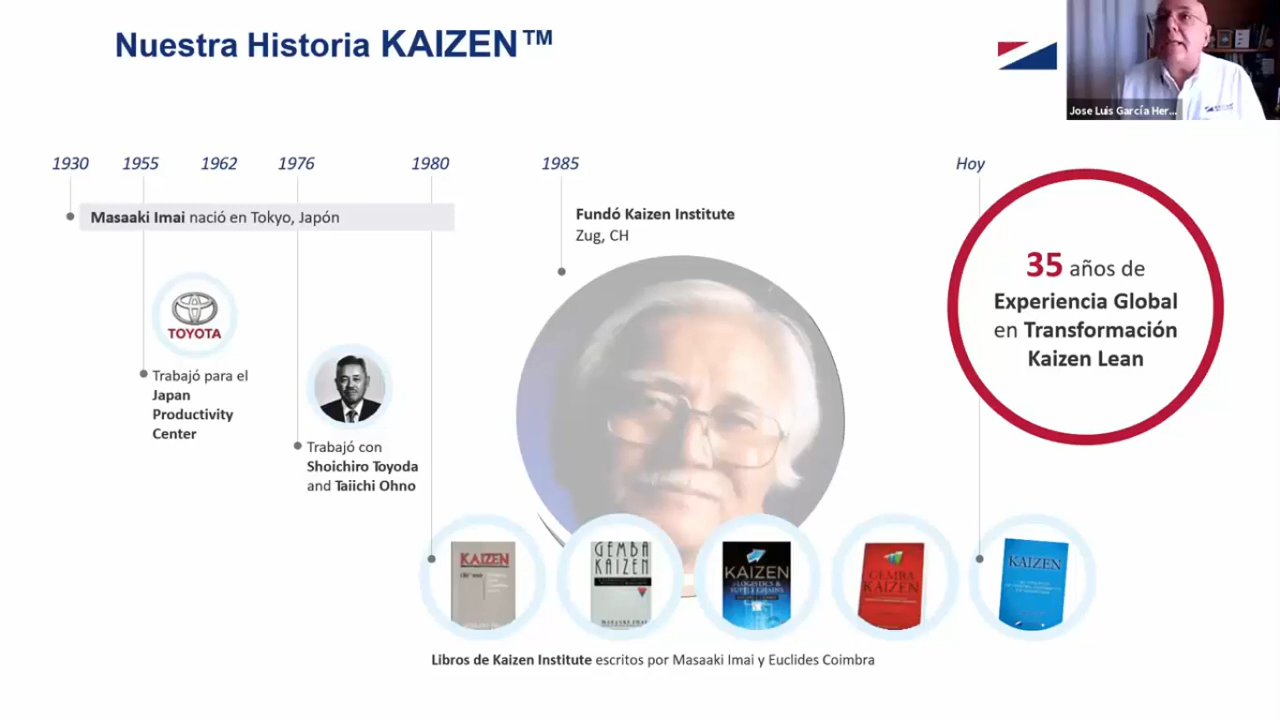 Nuestra Historia KAIZEN™
Jose Luis García Her...
1930 1955 1962 1976 1980 1985 Hoy
Masaaki Imai nació en Tokyo, Japón
Fundó Kaizen Institute
Zug, CH
TOYOTA
Trabajó para el
Japan
Productivity
Center
Trabajó con
Shoichiro Toyoda
and Taiichi Ohno
35 años de
Experiencia Global
en Transformación
Kaizen Lean
KAIZEN
GEMBA
KAIZEN
KAIZEN
LOGISTICS &
SUPPLY CHAINS
GEMBA
KAIZEN
KAIZEN
Libros de Kaizen Institute escritos por Masaaki Imai y Euclides Coimbra